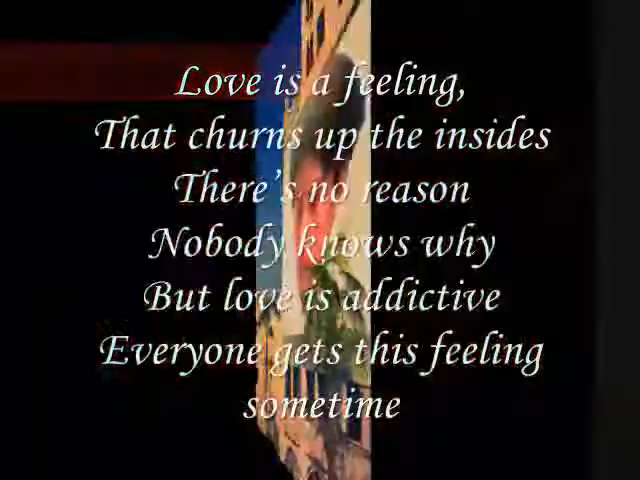 Love is a feeling,
That churns up the insides
There's no reason
Nobody knows why
But love is addictive
Everyone gets this feeling
sometime